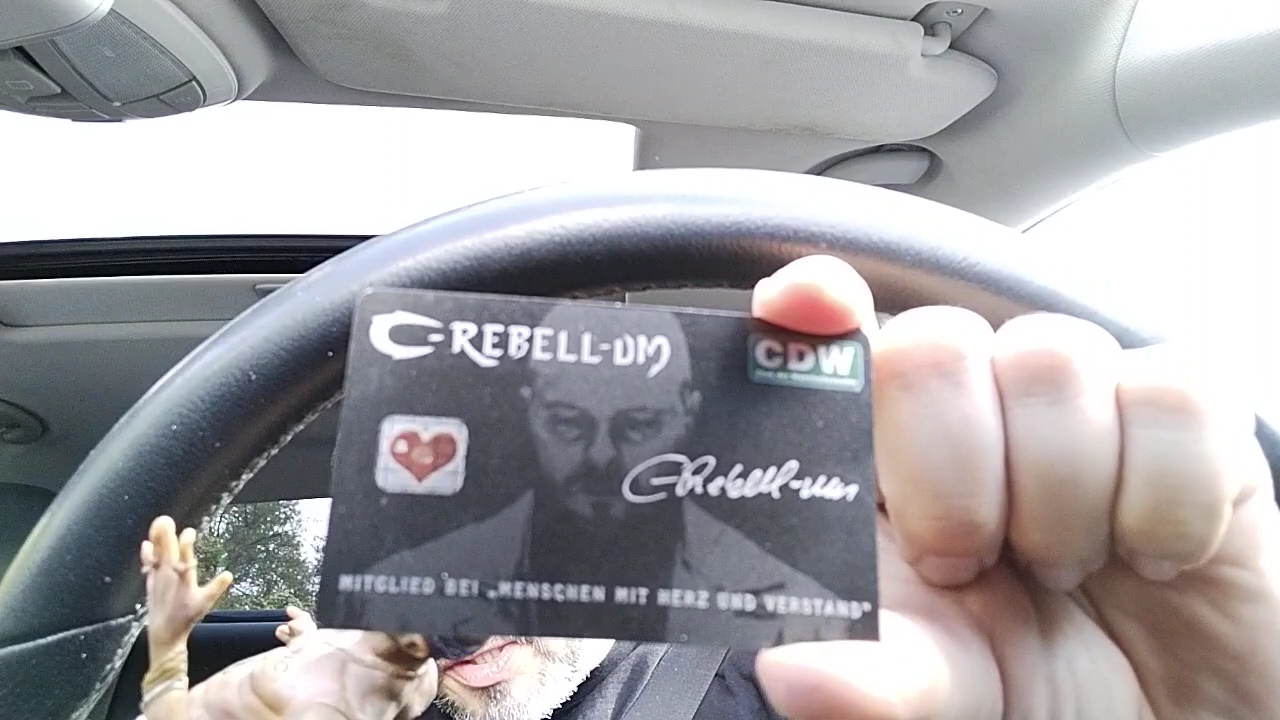 C-REBELL-UM
CDW
C-Rebell-um
MITGLIED BEI „MENSCHEN MIT HERZ UND VERSTAND"